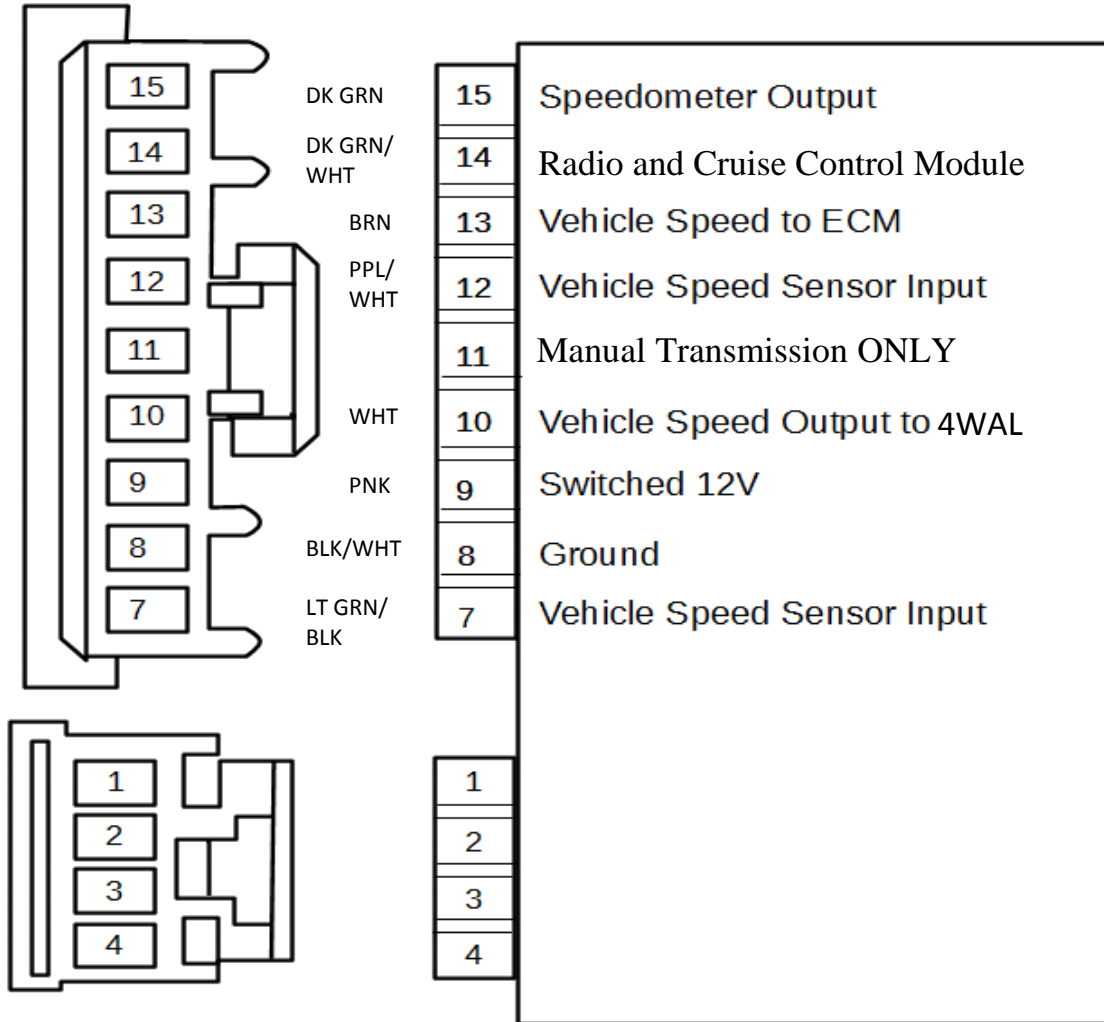 15 DK GRN 15 Speedometer Output
14 DK GRN/
WHT 14 Radio and Cruise Control Module
13 BRN 13 Vehicle Speed to ECM
12 PPL/
WHT 12 Vehicle Speed Sensor Input
11 11 Manual Transmission ONLY
10 WHT 10 Vehicle Speed Output to 4WAL
9 PNK 9 Switched 12V
8 BLK/WHT 8 Ground
7 LT GRN/
BLK 7 Vehicle Speed Sensor Input
1 1
2 2
3 3
4 4